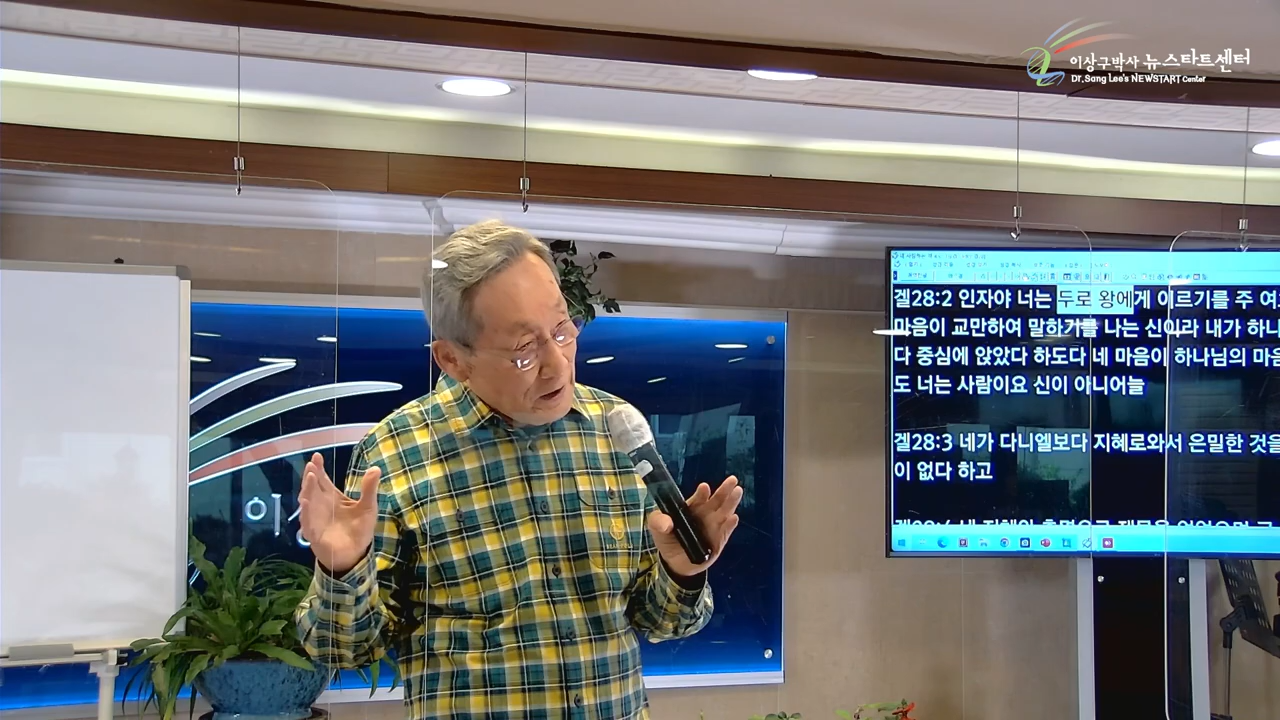 이상구박사 뉴스타트센터
Dr. Sang Lee's NEWSTART Center
겔28:2 인자야 너는 두로 왕에게 이르기를 주 여
마음이 교만하여 말하기를 나는 신이라 내가 하나
다 중심에 앉았다 하도다 네 마음이 하나님의 마음
도 너는 사람이요 신이 아니어늘
겔28:3 네가 다니엘보다 지혜로와서 은밀한 것을
이 없다 하고
이상